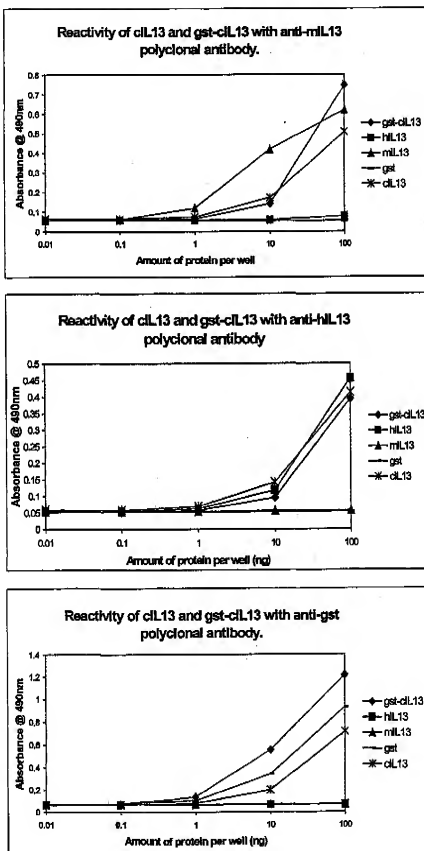 Reactivity of cIL13 and gst-cIL13 with anti-mIL13
polyclonal antibody.
Absorbance @ 490nm
0.8
0.7
0.6
0.5
0.4
0.3
0.2
0.1
0
0.01
0.1
1
10
100
Amount of protein per well
gst-cIL13
hIL13
mIL13
gst
cIL13
Reactivity of cIL13 and gst-cIL13 with anti-hIL13
polyclonal antibody
Absorbance @ 490nm
0.5
0.45
0.4
0.35
0.3
0.25
0.2
0.15
0.1
0.05
0
0.01
0.1
1
10
100
Amount of protein per well (ng)
gst-cIL13
hIL13
mIL13
gst
cIL13
Reactivity of cIL13 and gst-cIL13 with anti-gst
polyclonal antibody.
Absorbance @ 490nm
1.4
1.2
1
0.8
0.6
0.4
0.2
0
0.01
0.1
1
10
100
Amount of protein per well (ng)
gst-cIL13
hIL13
mIL13
gst
cIL13